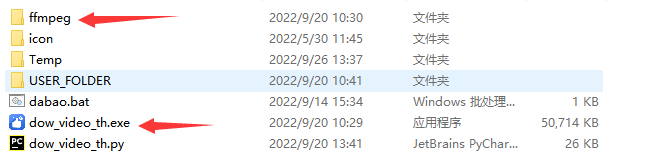 ffmpeg 2022/9/20 10:30 文件夹
icon 2022/5/30 11:45 文件夹
Temp 2022/9/26 13:37 文件夹
USER_FOLDER 2022/9/20 10:41 文件夹
dabao.bat 2022/9/14 15:34 Windows 批处理... 1 KB
dow_video_th.exe 2022/9/20 10:29 应用程序 50,714 KB
PC dow_video_th.py 2022/9/20 13:41 JetBrains PyChar... 26 KB